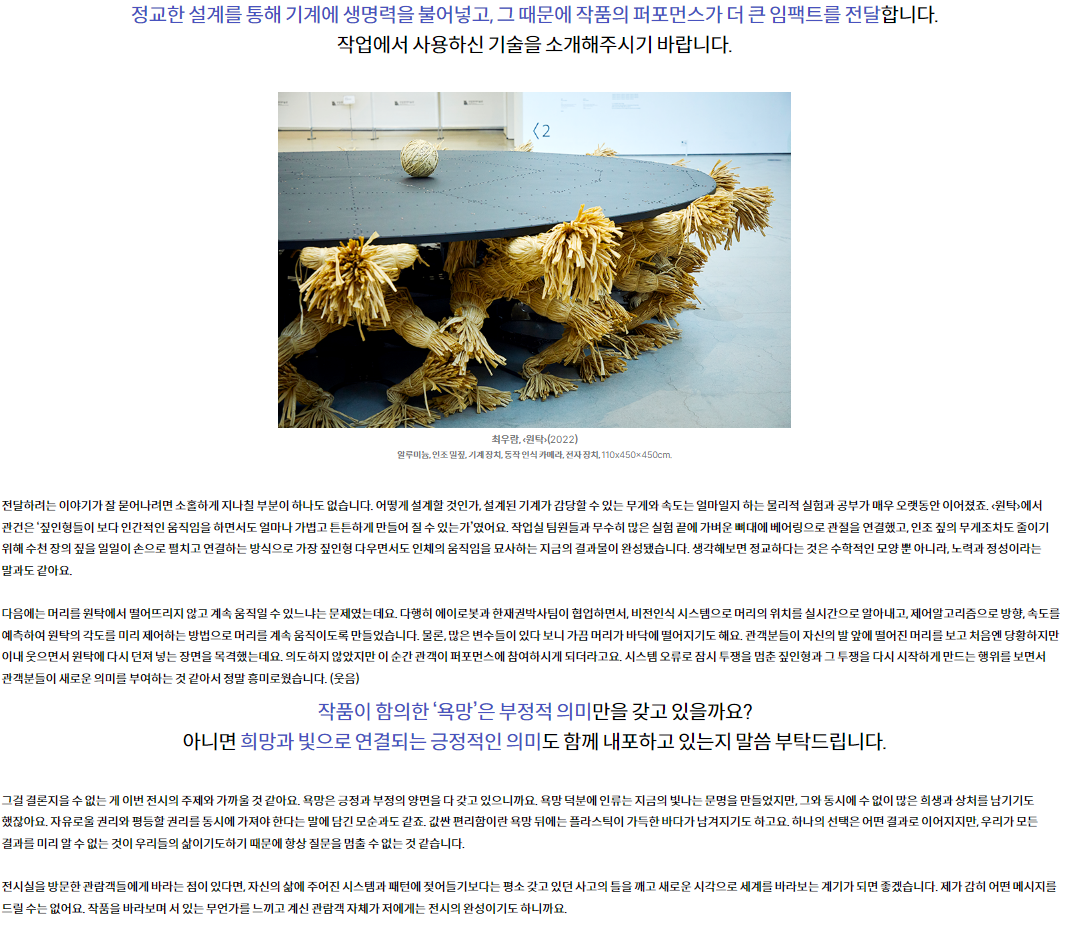 정교한 설계를 통해 기계에 생명력을 불어넣고, 그 때문에 작품의 퍼포먼스가 더 큰 임팩트를 전달합니다.
작업에서 사용하신 기술을 소개해주시기 바랍니다.
〈2
최우람, ‹원탁›(2022)
알루미늄, 인조 밀짚, 기계 장치, 동작 인식 카메라, 전자 장치, 110x450×450cm.
전달하려는 이야기가 잘 묻어나려면 소홀하게 지나칠 부분이 하나도 없습니다. 어떻게 설계할 것인가, 설계된 기계가 감당할 수 있는 무게와 속도는 얼마일지 하는 물리적 실험과 공부가 매우 오랫동안 이어졌죠. ‹원탁›에서
관건은 ‘짚인형들이 보다 인간적인 움직임을 하면서도 얼마나 가볍고 튼튼하게 만들어 질 수 있는가’였어요. 작업실 팀원들과 무수히 많은 실험 끝에 가벼운 뼈대에 베어링으로 관절을 연결했고, 인조 짚의 무게조차도 줄이기
위해 수천 장의 짚을 일일이 손으로 펼치고 연결하는 방식으로 가장 짚인형 다우면서도 인체의 움직임을 묘사하는 지금의 결과물이 완성됐습니다. 생각해보면 정교하다는 것은 수학적인 모양 뿐 아니라, 노력과 정성이라는
말과도 같아요.
다음에는 머리를 원탁에서 떨어뜨리지 않고 계속 움직일 수 있느냐는 문제였는데요. 다행히 에이로봇과 한재권박사팀이 협업하면서, 비전인식 시스템으로 머리의 위치를 실시간으로 알아내고, 제어알고리즘으로 방향, 속도를
예측하여 원탁의 각도를 미리 제어하는 방법으로 머리를 계속 움직이도록 만들었습니다. 물론, 많은 변수들이 있다 보니 가끔 머리가 바닥에 떨어지기도 해요. 관객분들이 자신의 발 앞에 떨어진 머리를 보고 처음엔 당황하지만
이내 웃으면서 원탁에 다시 던져 넣는 장면을 목격했는데요. 의도하지 않았지만 이 순간 관객이 퍼포먼스에 참여하시게 되더라고요. 시스템 오류로 잠시 투쟁을 멈춘 짚인형과 그 투쟁을 다시 시작하게 만드는 행위를 보면서
관객분들이 새로운 의미를 부여하는 것 같아서 정말 흥미로웠습니다. (웃음)
작품이 함의한 ‘욕망’은 부정적 의미만을 갖고 있을까요?
아니면 희망과 빛으로 연결되는 긍정적인 의미도 함께 내포하고 있는지 말씀 부탁드립니다.
그걸 결론지을 수 없는 게 이번 전시의 주제와 가까울 것 같아요. 욕망은 긍정과 부정의 양면을 다 갖고 있으니까요. 욕망 덕분에 인류는 지금의 빛나는 문명을 만들었지만, 그와 동시에 수 없이 많은 희생과 상처를 남기기도
했잖아요. 자유로울 권리와 평등할 권리를 동시에 가져야 한다는 말에 담긴 모순과도 같죠. 값싼 편리함이란 욕망 뒤에는 플라스틱이 가득한 바다가 남겨지기도 하고요. 하나의 선택은 어떤 결과로 이어지지만, 우리가 모든
결과를 미리 알 수 없는 것이 우리들의 삶이기도하기 때문에 항상 질문을 멈출 수 없는 것 같습니다.
전시실을 방문한 관람객들에게 바라는 점이 있다면, 자신의 삶에 주어진 시스템과 패턴에 젖어들기보다는 평소 갖고 있던 사고의 틀을 깨고 새로운 시각으로 세계를 바라보는 계기가 되면 좋겠습니다. 제가 감히 어떤 메시지를
드릴 수는 없어요. 작품을 바라보며 서 있는 무언가를 느끼고 계신 관람객 자체가 저에게는 전시의 완성이기도 하니까요.